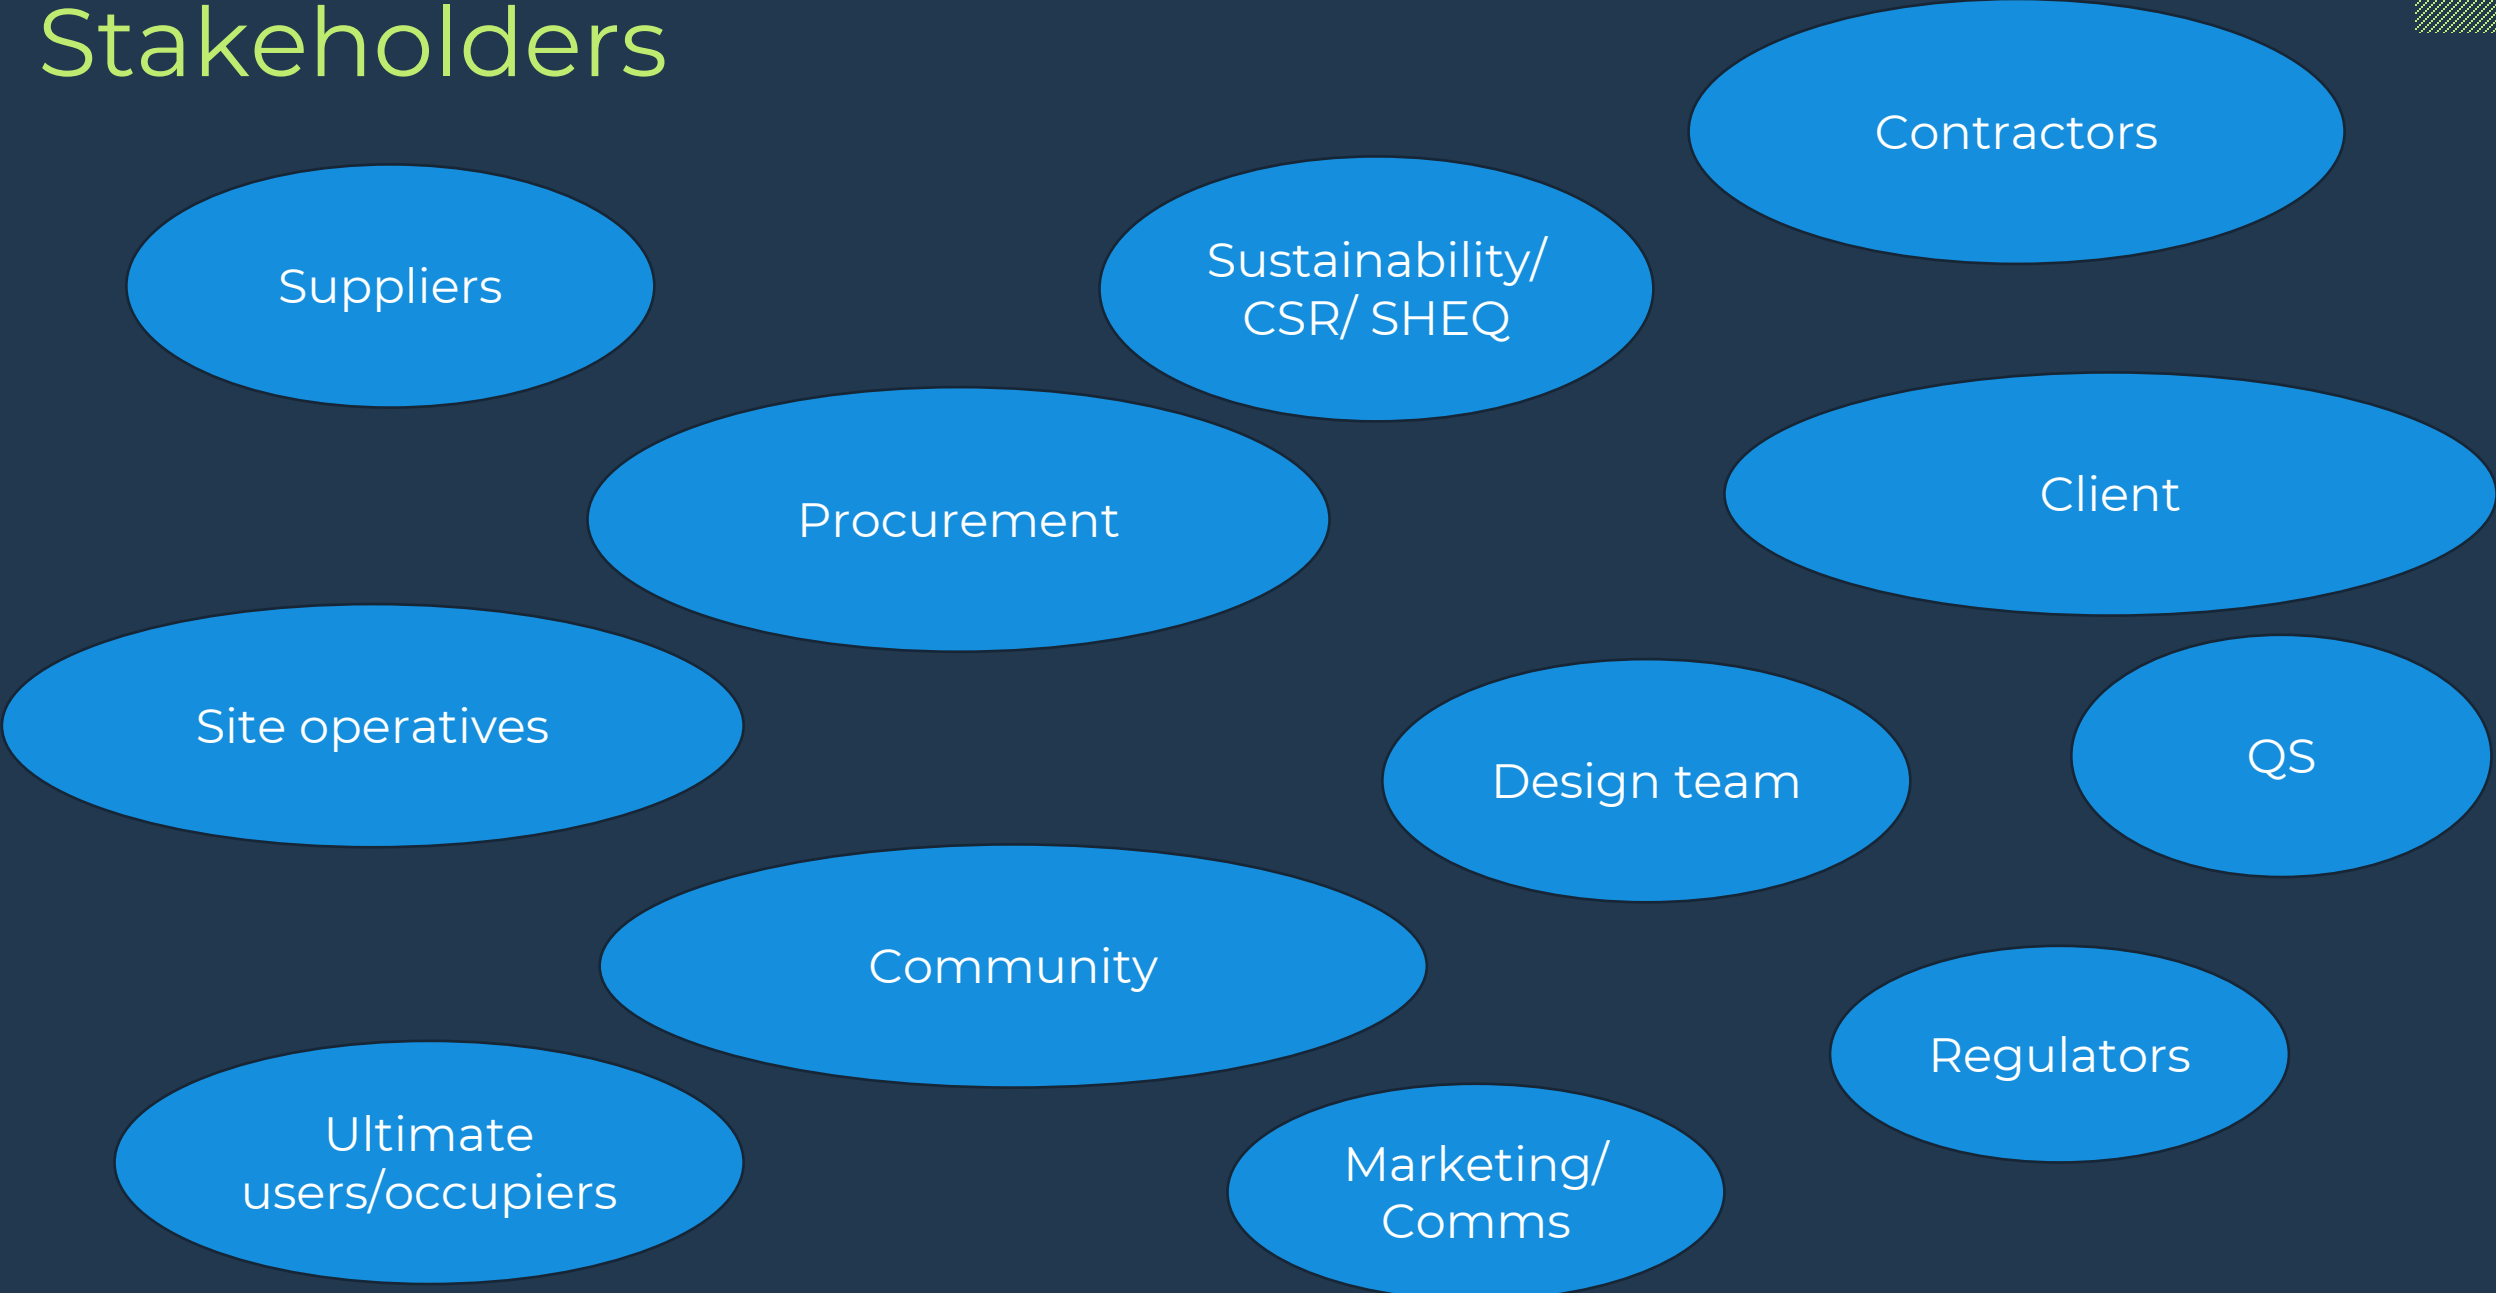 Stakeholders
Contractors
Suppliers
Sustainability/
CSR/ SHEQ
Procurement
Client
Site operatives
Design team
QS
Community
Regulators
Ultimate
users/occupiers
Marketing/
Comms